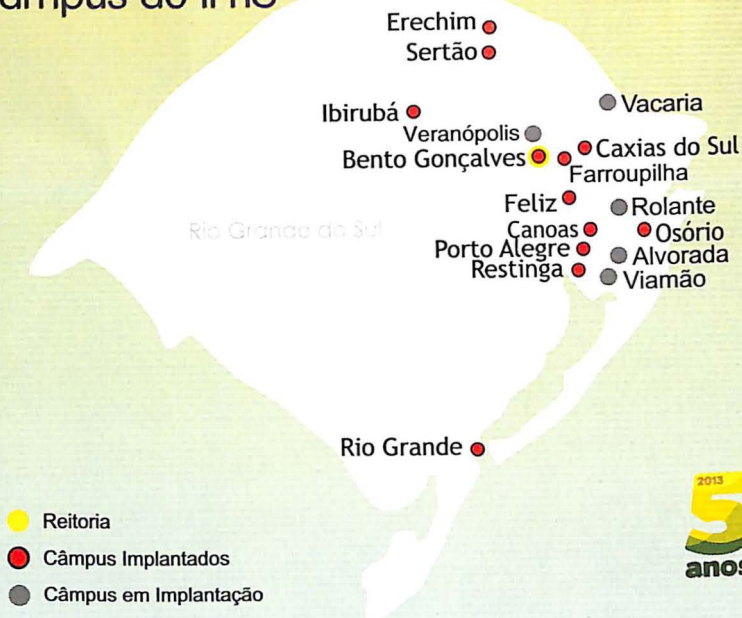 Erechim
Sertão
Ibirubá
Vacaria
Veranópolis
Caxias do Sul
Bento Gonçalves
Farroupilha
Feliz
Rolante
Canoas
Osório
Porto Alegre
Alvorada
Restinga
Viamão
Rio Grande do Sul
Rio Grande
Reitoria
Câmpus Implantados
Câmpus em Implantação
2013
5
anos